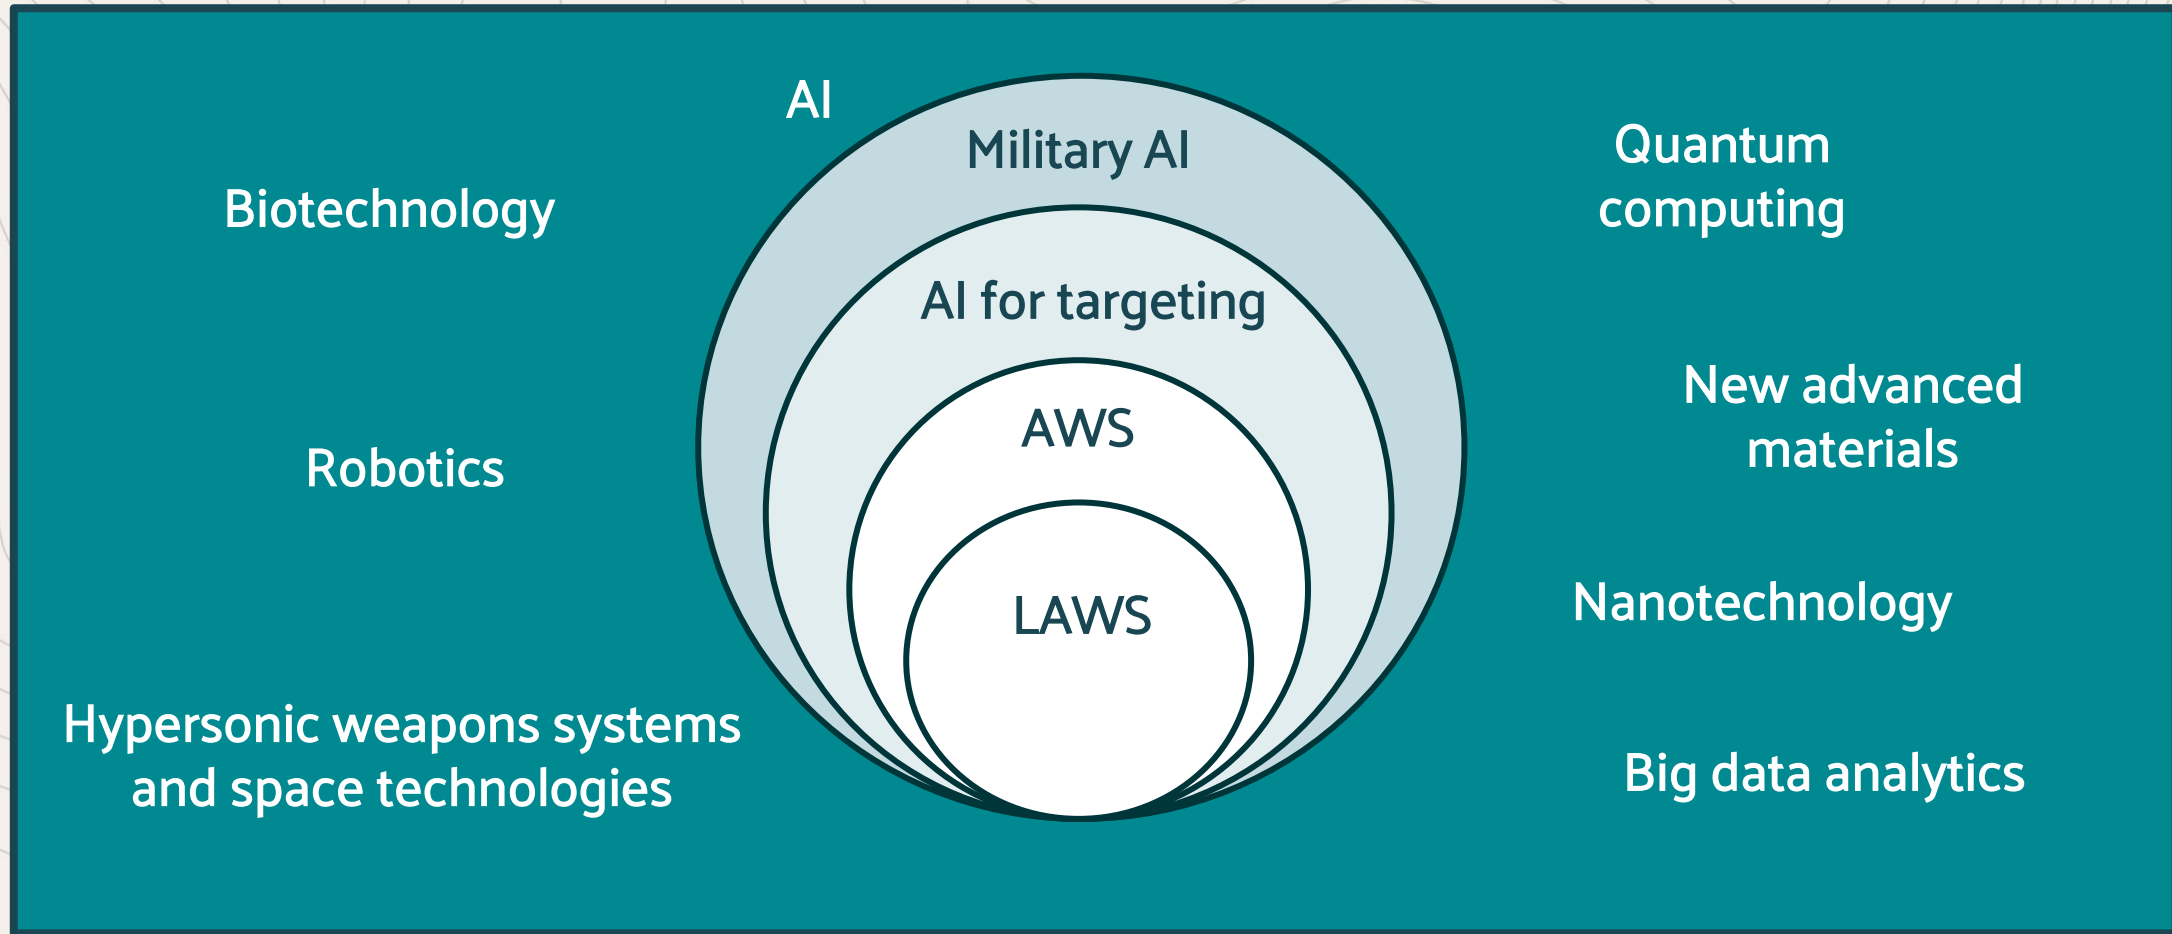 AI
Military AI
AI for targeting
AWS
LAWS
Biotechnology
Robotics
Hypersonic weapons systems
and space technologies
Quantum
computing
New advanced
materials
Nanotechnology
Big data analytics